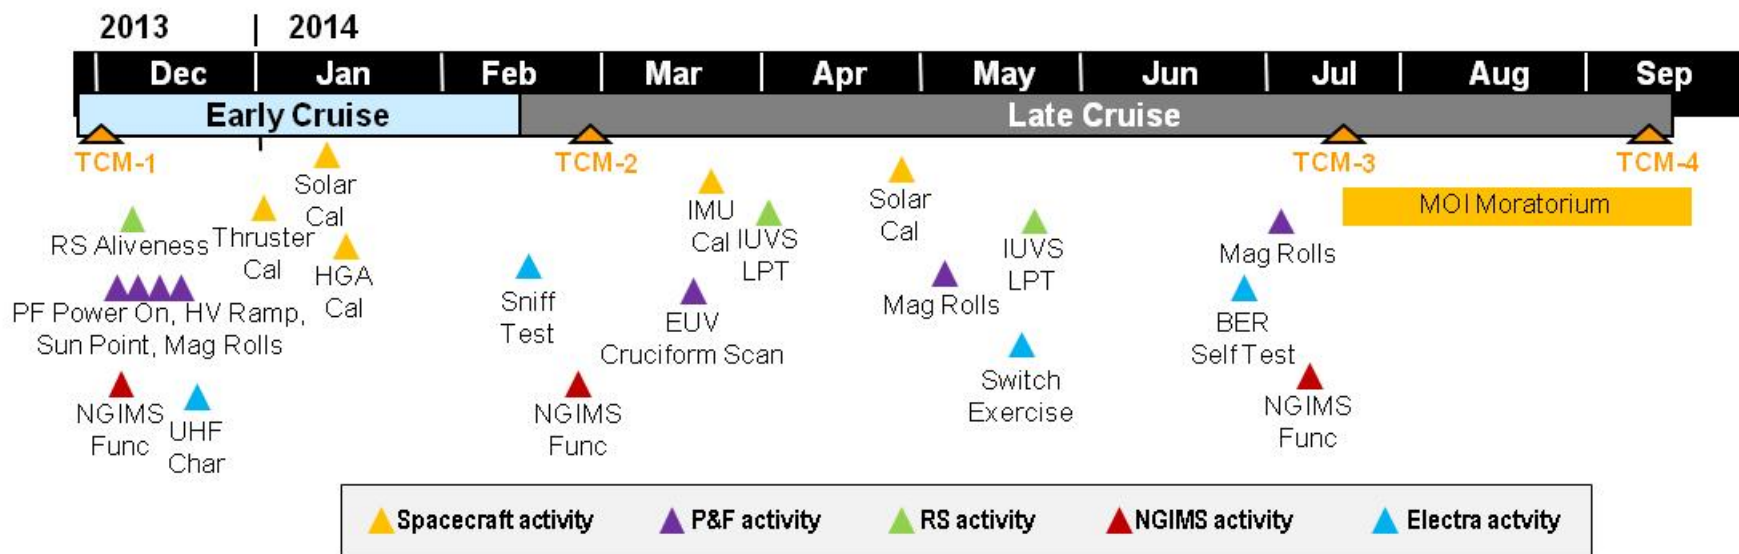 2013 | 2014
Dec Jan Feb Mar Apr May Jun Jul Aug Sep
Early Cruise Late Cruise
TCM-1 TCM-2 TCM-3 TCM-4
Solar
Cal
RS Aliveness
Thruster
Cal
HGA
Cal
PF Power On, HV Ramp,
Sun Point, Mag Rolls
NGIMS
Func
UHF
Char
Sniff
Test
NGIMS
Func
IMU
Cal
IUVS
LPT
EUV
Cruciform Scan
Solar
Cal
Mag Rolls
IUVS
LPT
Switch
Exercise
MOI Moratorium
Mag Rolls
BER
Self Test
NGIMS
Func
Spacecraft activity P&F activity RS activity NGIMS activity Electra actvity